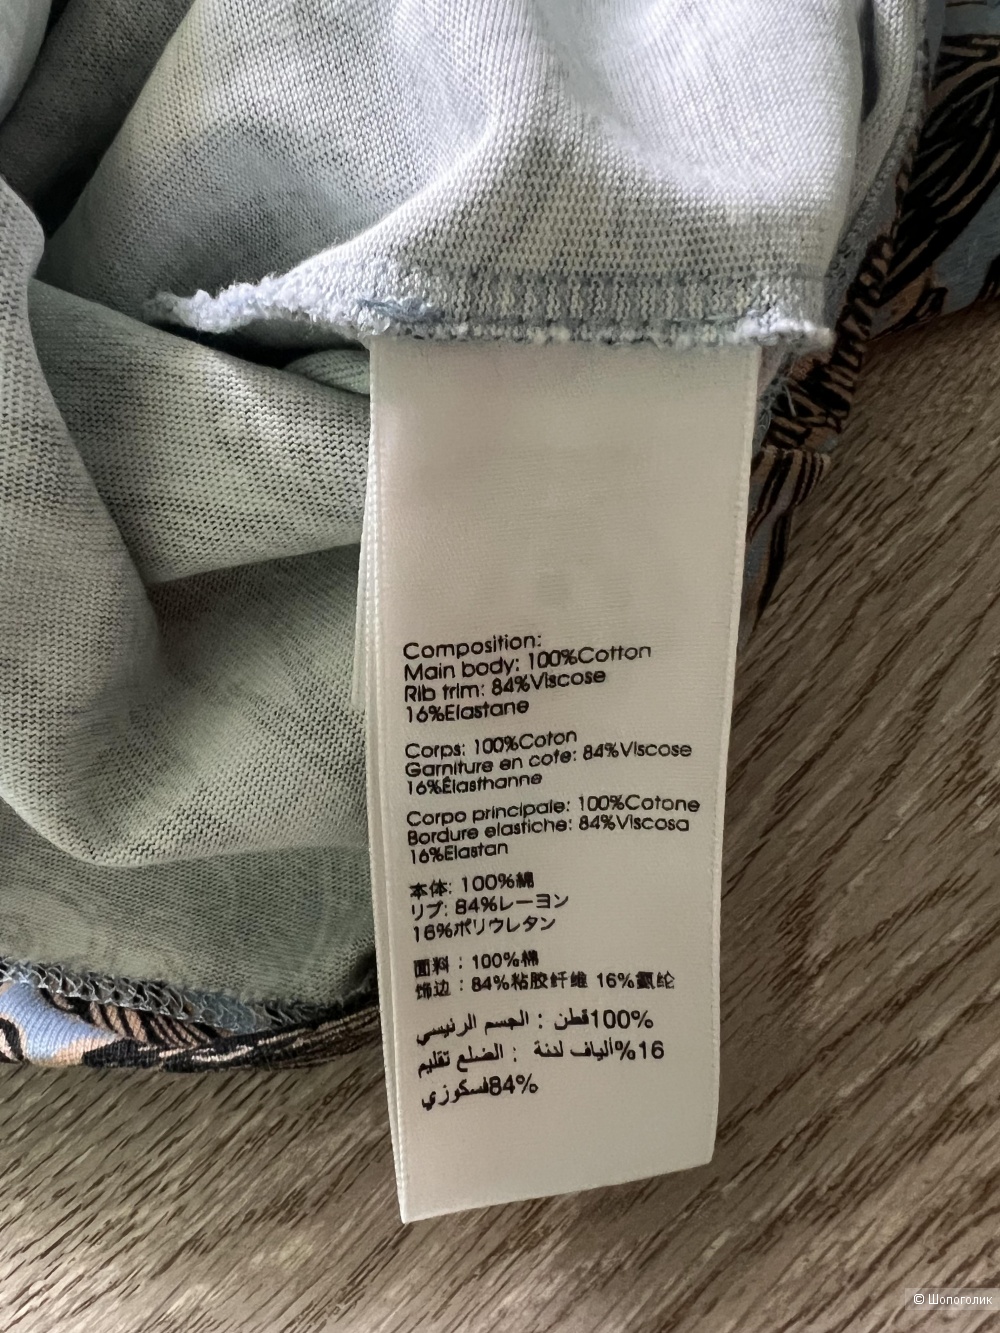 Composition:
Main body: 100%Cotton
Rib trim: 84%Viscose
16%Elastane
Corps: 100%Coton
Garniture en cote: 84%Viscose
16%Élasthanne
Corpo principale: 100%Cotone
Bordure elastiche: 84%Viscosa
16%Elastan
本体: 100%綿
リブ: 84%レーヨン
16%ポリウレタン
面料：100%棉
饰边：84%粘胶纤维 16%氨纶
100%قطن : الجسم الرئيسي
16%ألياف لدنة : الضلع تقليم
84%فسكوزي
© Шопоголик